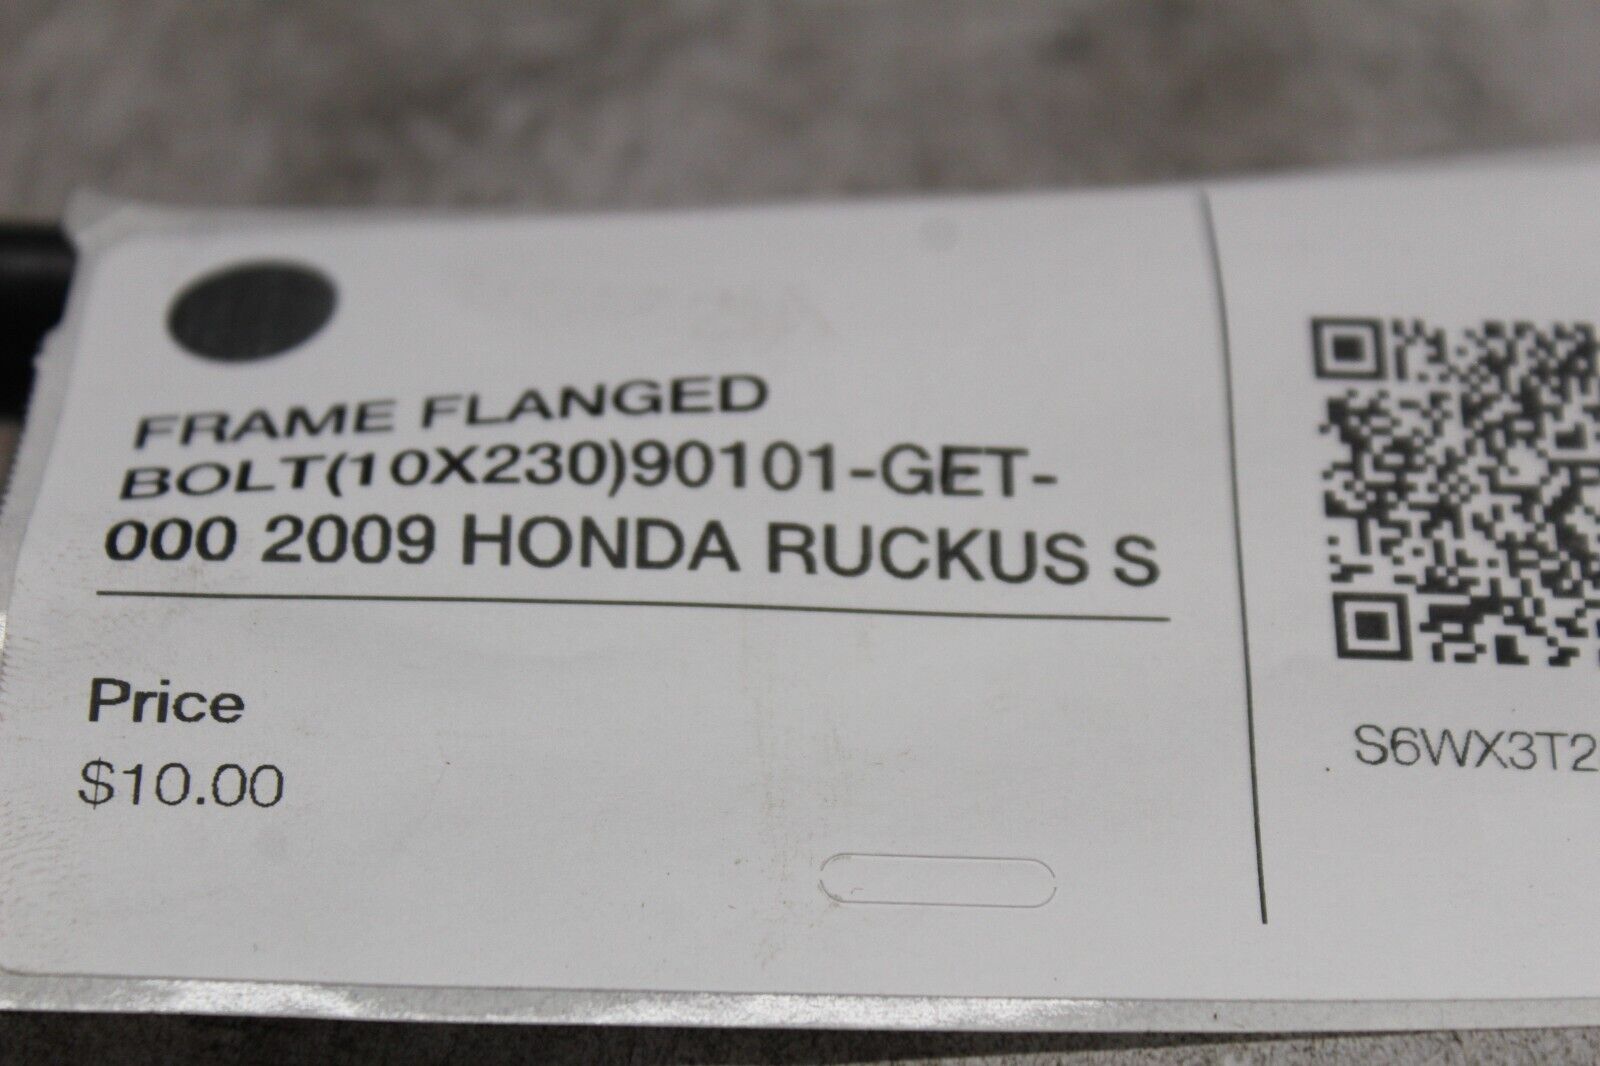 FRAME FLANGED
BOLT(10X230)90101-GET-
000 2009 HONDA RUCKUS S
Price
$10.00
S6WX3T2